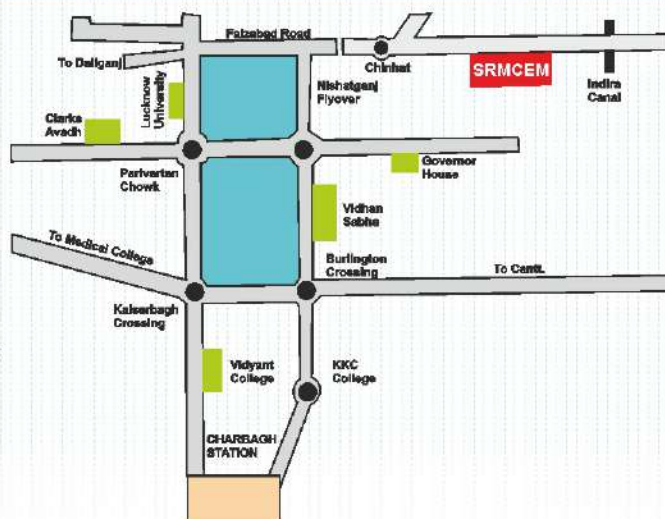 Faizabad Road
To Daliganj
Chinhat
SRMCEM
Indira
Canal
Lucknow
University
Nishatganj
Flyover
Clarks
Avadh
Parivartan
Chowk
Governor
House
Vidhan
Sabha
To Medical College
Burlington
Crossing
To Cantt.
Kaiserbagh
Crossing
Vidyant
College
KKC
College
CHARBAGH
STATION